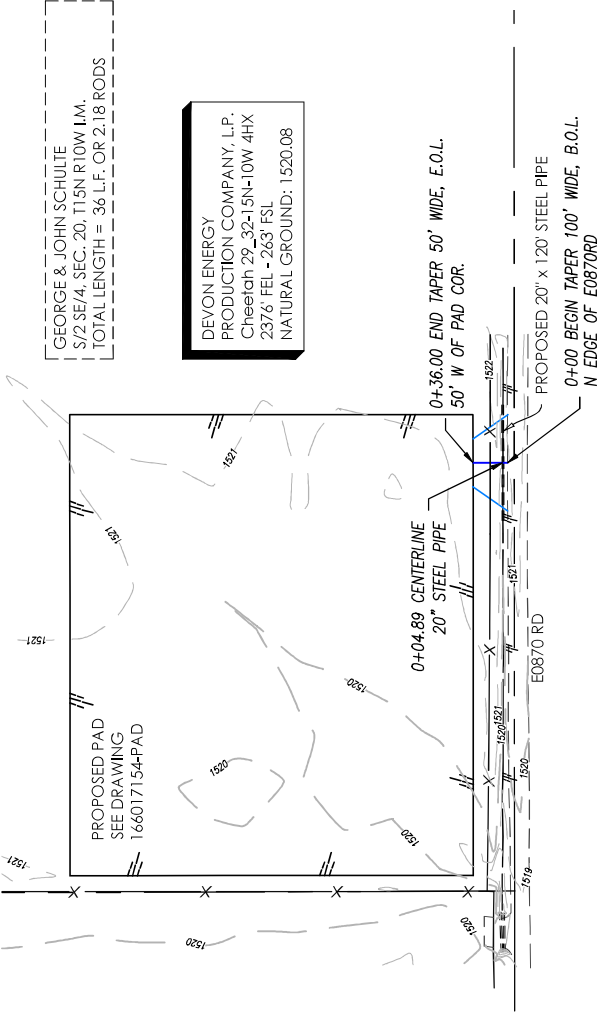 GEORGE & JOHN SCHULTE
S/2 SE/4, SEC. 20, T15N R10W I.M.
TOTAL LENGTH = 36 L.F. OR 2.18 RODS
DEVON ENERGY
PRODUCTION COMPANY, L.P.
Cheetah 29_32-15N-10W 4HX
2376' FEL - 263' FSL
NATURAL GROUND: 1520.08
0+36.00 END TAPER 50' WIDE, E.O.L.
50' W OF PAD COR.
PROPOSED 20" x 120' STEEL PIPE
0+00 BEGIN TAPER 100' WIDE, B.O.L.
N EDGE OF E0870RD
0+04.89 CENTERLINE
20" STEEL PIPE
PROPOSED PAD
SEE DRAWING
166017154-PAD
E0870 RD
1521
1521
1521
1521
1522
1520
1520
1520
1520
1520
1521
1520
1521
1520
1519